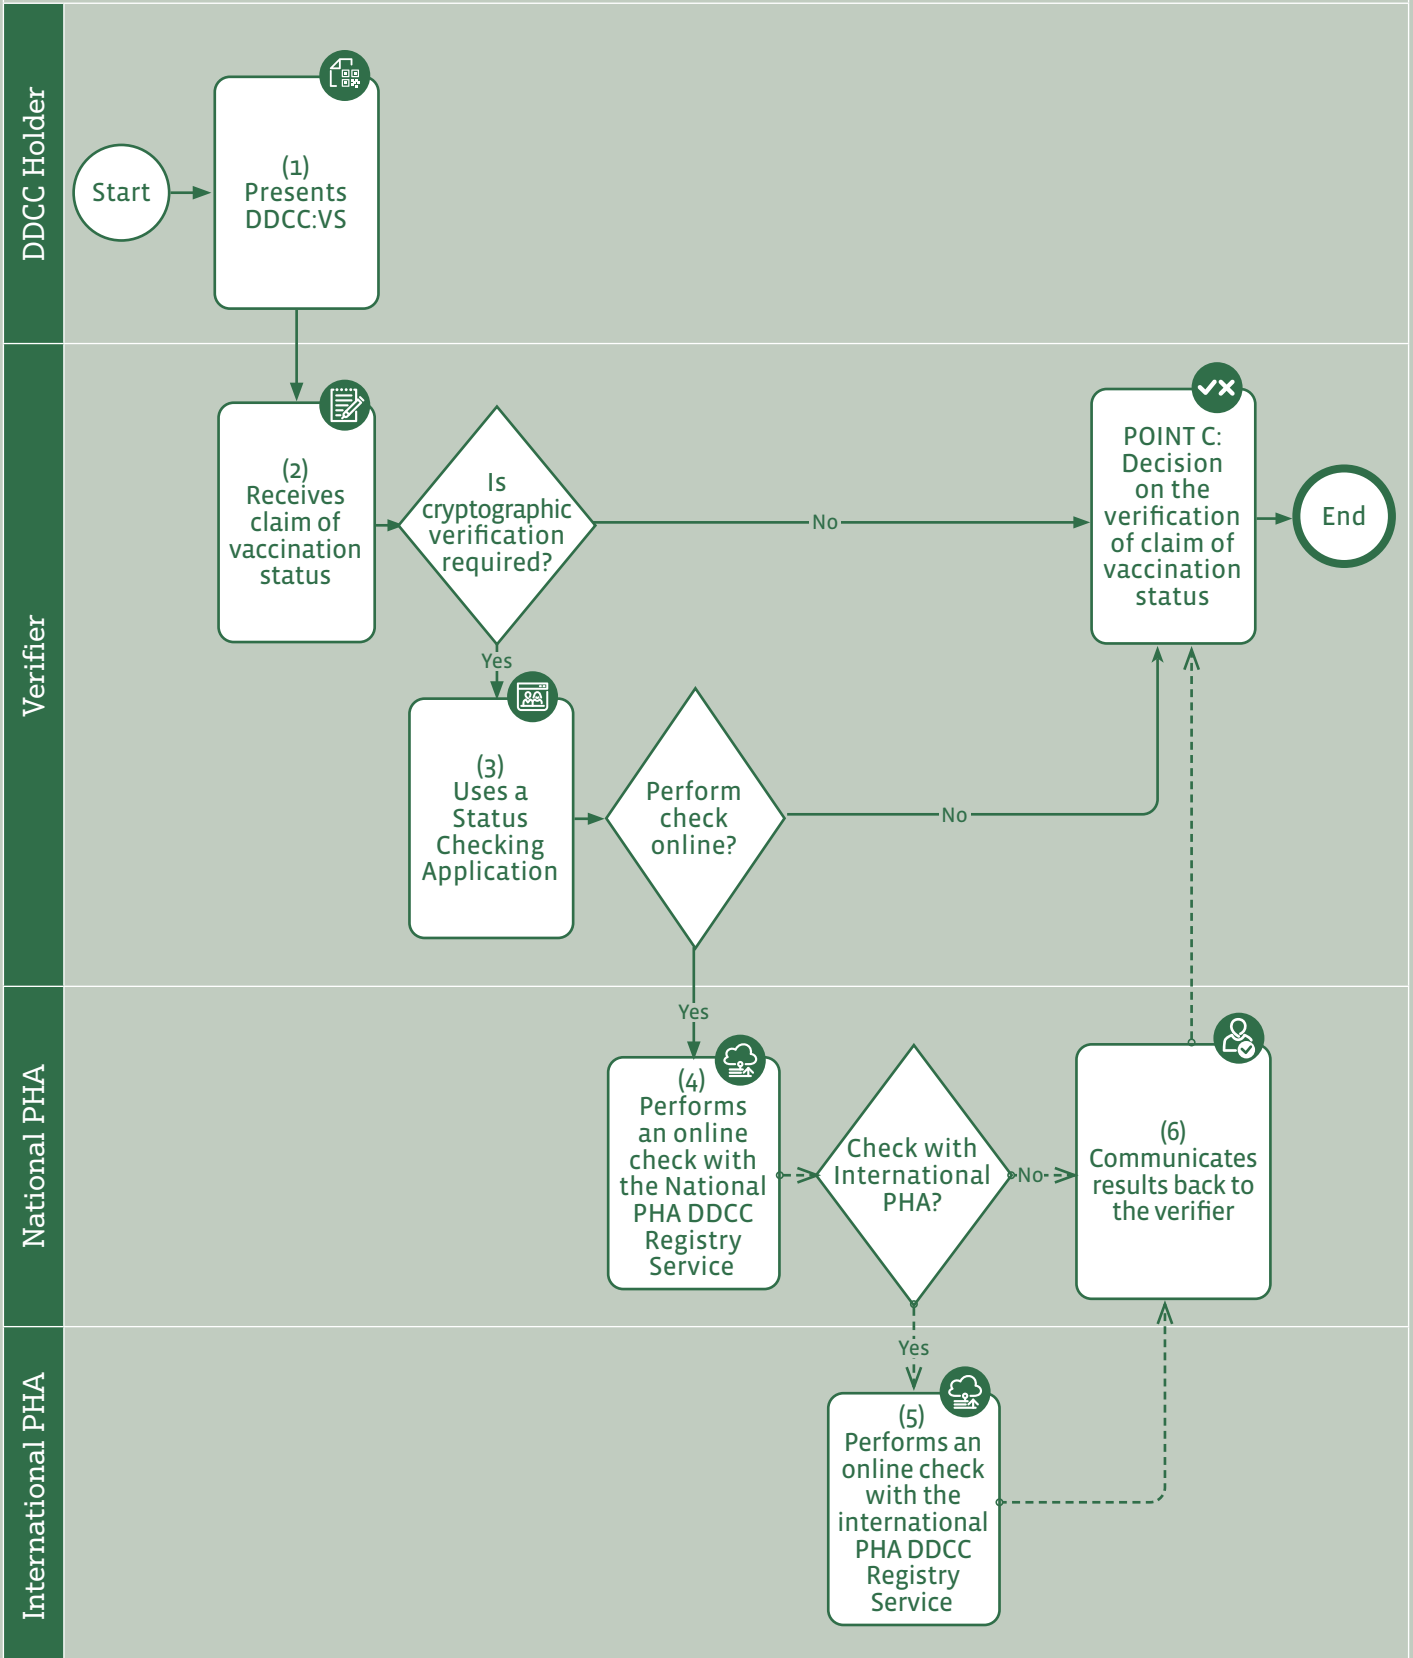 DDCC Holder
Start
(1)
Presents
DDCC:VS
Verifier
(2)
Receives
claim of
vaccination
status
Is
cryptographic
verification
required?
No
POINT C:
Decision
on the
verification
of claim of
vaccination
status
End
Yes
(3)
Uses a
Status
Checking
Application
Perform
check
online?
No
National PHA
Yes
(4)
Performs
an online
check with
the National
PHA DDCC
Registry
Service
Check with
International
PHA?
No
(6)
Communicates
results back to
the verifier
International PHA
Yes
(5)
Performs an
online check
with the
international
PHA DDCC
Registry
Service